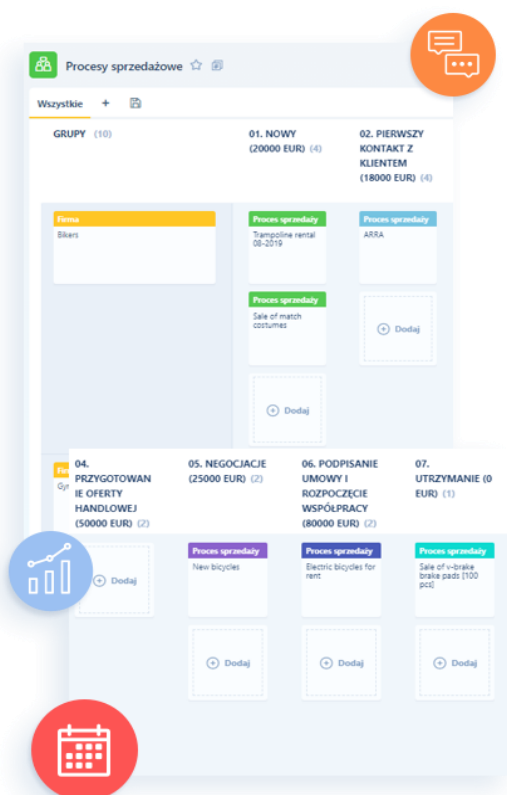 Procesy sprzedażowe
Wszystkie +
GRUPY (10)
01. NOWY
(20000 EUR) (4)
02. PIERWSZY
KONTAKT Z
KLIENTEM
(18000 EUR) (4)
Firma
Bikers
Proces sprzedaży
Trampoline rental
08-2019
Proces sprzedaży
ARRA
Proces sprzedaży
Sale of match
costumes
Dodaj
Dodaj
04.
PRZYGOTOWAN
IE OFERTY
HANDLOWEJ
(50000 EUR) (2)
05. NEGOCJACJE
(25000 EUR) (2)
06. PODPISANIE
UMOWY I
ROZPOCZĘCIE
WSPÓŁPRACY
(80000 EUR) (2)
07.
UTRZYMANIE (0
EUR) (1)
Dodaj
Proces sprzedaży
New bicycles
Proces sprzedaży
Electric bicycles for
rent
Proces sprzedaży
Sale of v-brake
brake pads [100
pcs]
Dodaj
Dodaj
Dodaj